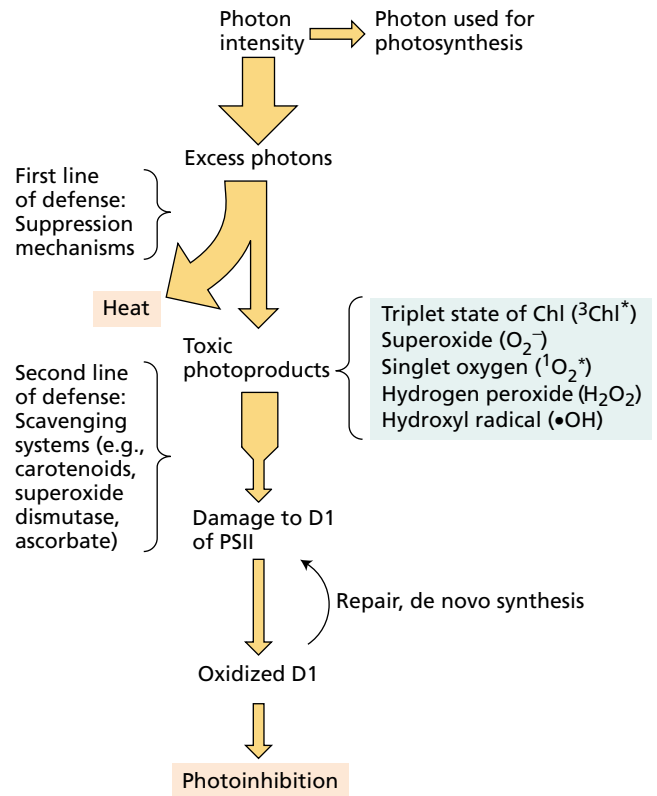 Photon
intensity
Photon used for
photosynthesis
Excess photons
First line
of defense:
Suppression
mechanisms
Heat
Toxic
photoproducts
Triplet state of Chl (³Chl*)
Superoxide (O₂⁻)
Singlet oxygen (¹O₂*)
Hydrogen peroxide (H₂O₂)
Hydroxyl radical (•OH)
Second line
of defense:
Scavenging
systems (e.g.,
carotenoids,
superoxide
dismutase,
ascorbate)
Damage to D1
of PSII
Repair, de novo synthesis
Oxidized D1
Photoinhibition